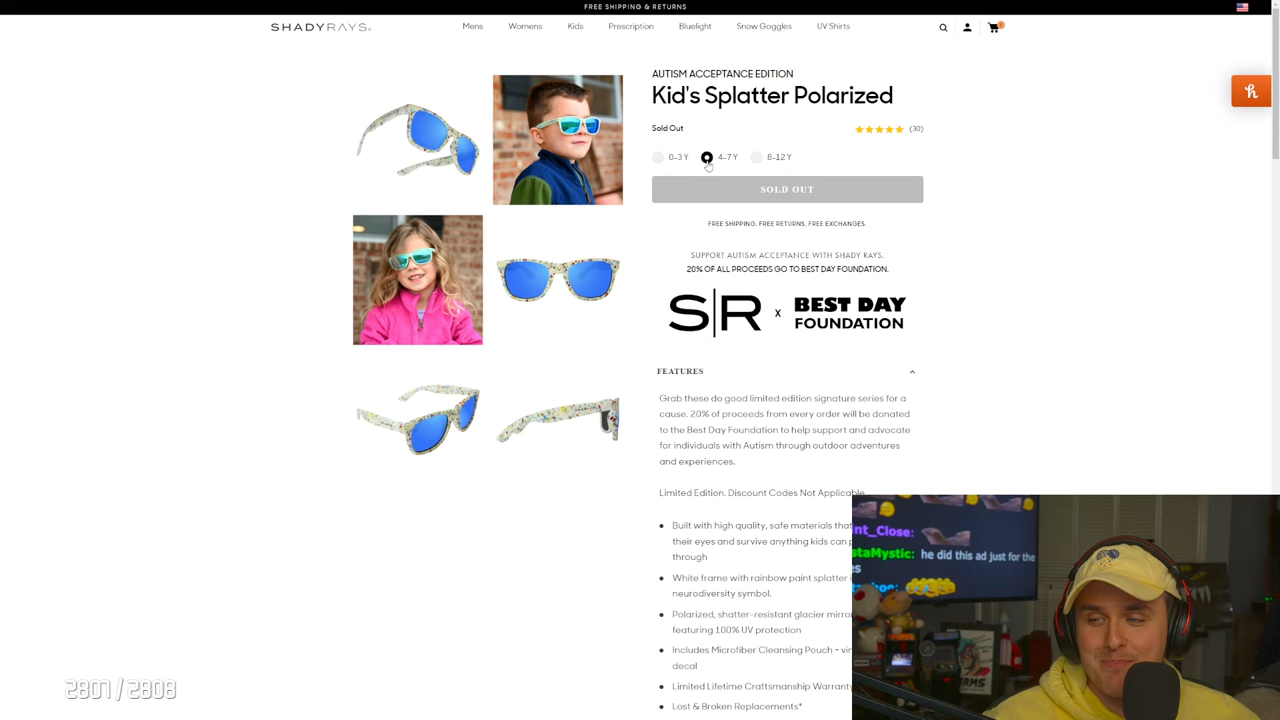 FREE SHIPPING & RETURNS
SHADYRAYS
Mens
Womens
Kids
Prescription
Bluelight
Snow Goggles
UV Shirts
AUTISM ACCEPTANCE EDITION
Kid's Splatter Polarized
Sold Out
(30)
0-3 Y
4-7 Y
8-12 Y
SOLD OUT
FREE SHIPPING. FREE RETURNS. FREE EXCHANGES.
SUPPORT AUTISM ACCEPTANCE WITH SHADY RAYS.
20% OF ALL PROCEEDS GO TO BEST DAY FOUNDATION.
S|R X BEST DAY
FOUNDATION
FEATURES
Grab these do good limited edition signature series for a
cause. 20% of proceeds from every order will be donated
to the Best Day Foundation to help support and advocate
for individuals with Autism through outdoor adventures
and experiences.
Limited Edition. Discount Codes Not Applicable
Built with high quality, safe materials that
their eyes and survive anything kids can
through
White frame with rainbow paint splatter
neurodiversity symbol.
Polarized, shatter-resistant glacier mirror
featuring 100% UV protection
Includes Microfiber Cleansing Pouch +
decal
Limited Lifetime Craftsmanship Warranty
Lost & Broken Replacements*
int_Close:
staMystic: he did this ad just for the
2807 / 2808